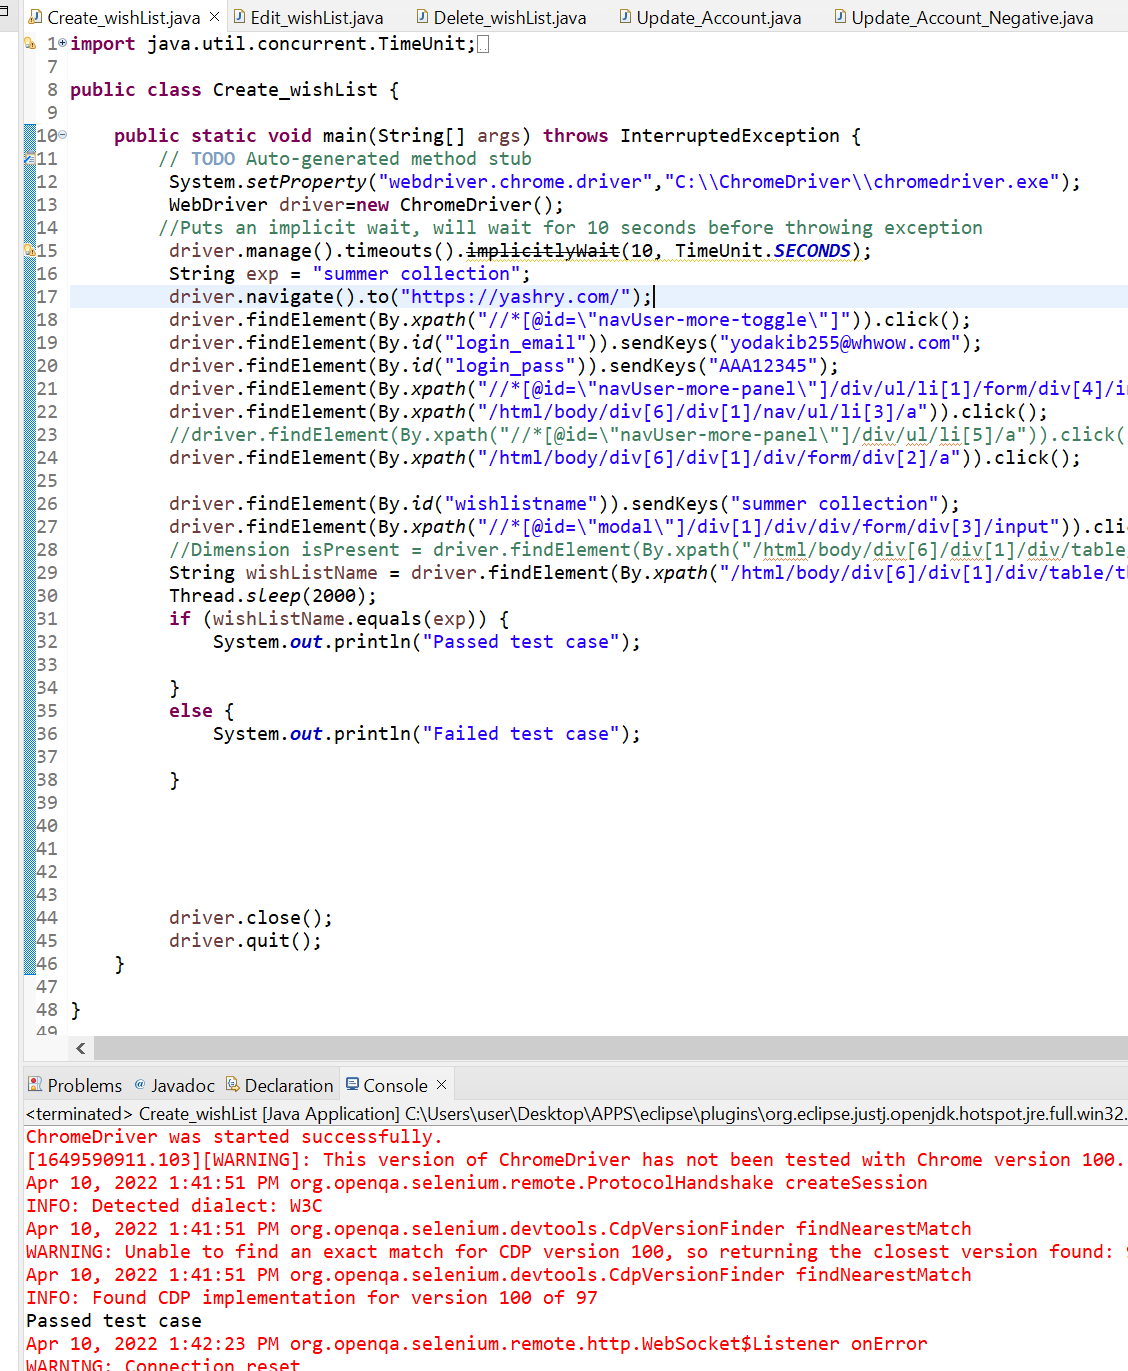 Create_wishList.java Edit_wishList.java Delete_wishList.java Update_Account.java Update_Account_Negative.java
1 import java.util.concurrent.TimeUnit;
7
8 public class Create_wishList {
9
10     public static void main(String[] args) throws InterruptedException {
11         // TODO Auto-generated method stub
12          System.setProperty("webdriver.chrome.driver","C:\\ChromeDriver\\chromedriver.exe");
13          WebDriver driver=new ChromeDriver();
14         //Puts an implicit wait, will wait for 10 seconds before throwing exception
15          driver.manage().timeouts().implicitlyWait(10, TimeUnit.SECONDS);
16          String exp = "summer collection";
17          driver.navigate().to("https://yashry.com/");
18          driver.findElement(By.xpath("//*[@id=\"navUser-more-toggle\"]")).click();
19          driver.findElement(By.id("login_email")).sendKeys("yodakib255@whwow.com");
20          driver.findElement(By.id("login_pass")).sendKeys("AAA12345");
21          driver.findElement(By.xpath("//*[@id=\"navUser-more-panel\"]/div/ul/li[1]/form/div[4]/i
22          driver.findElement(By.xpath("/html/body/div[6]/div[1]/nav/ul/li[3]/a")).click();
23          //driver.findElement(By.xpath("//*[@id=\"navUser-more-panel\"]/div/ul/li[5]/a")).click(
24          driver.findElement(By.xpath("/html/body/div[6]/div[1]/div/form/div[2]/a")).click();
25
26          driver.findElement(By.id("wishlistname")).sendKeys("summer collection");
27          driver.findElement(By.xpath("//*[@id=\"modal\"]/div[1]/div/div/form/div[3]/input")).cli
28          //Dimension isPresent = driver.findElement(By.xpath("/html/body/div[6]/div[1]/div/table/
29          String wishListName = driver.findElement(By.xpath("/html/body/div[6]/div[1]/div/table/t
30          Thread.sleep(2000);
31          if (wishListName.equals(exp)) {
32              System.out.println("Passed test case");
33
34          }
35          else {
36              System.out.println("Failed test case");
37
38          }
39
40
41
42
43
44          driver.close();
45          driver.quit();
46     }
47
48 }
49
Problems Javadoc Declaration Console
<terminated> Create_wishList [Java Application] C:\Users\user\Desktop\APPS\eclipse\plugins\org.eclipse.justj.openjdk.hotspot.jre.full.win32.
ChromeDriver was started successfully.
[1649590911.103][WARNING]: This version of ChromeDriver has not been tested with Chrome version 100.
Apr 10, 2022 1:41:51 PM org.openqa.selenium.remote.ProtocolHandshake createSession
INFO: Detected dialect: W3C
Apr 10, 2022 1:41:51 PM org.openqa.selenium.devtools.CdpVersionFinder findNearestMatch
WARNING: Unable to find an exact match for CDP version 100, so returning the closest version found:
Apr 10, 2022 1:41:51 PM org.openqa.selenium.devtools.CdpVersionFinder findNearestMatch
INFO: Found CDP implementation for version 100 of 97
Passed test case
Apr 10, 2022 1:42:23 PM org.openqa.selenium.remote.http.WebSocket$Listener onError
WARNING: Connection reset